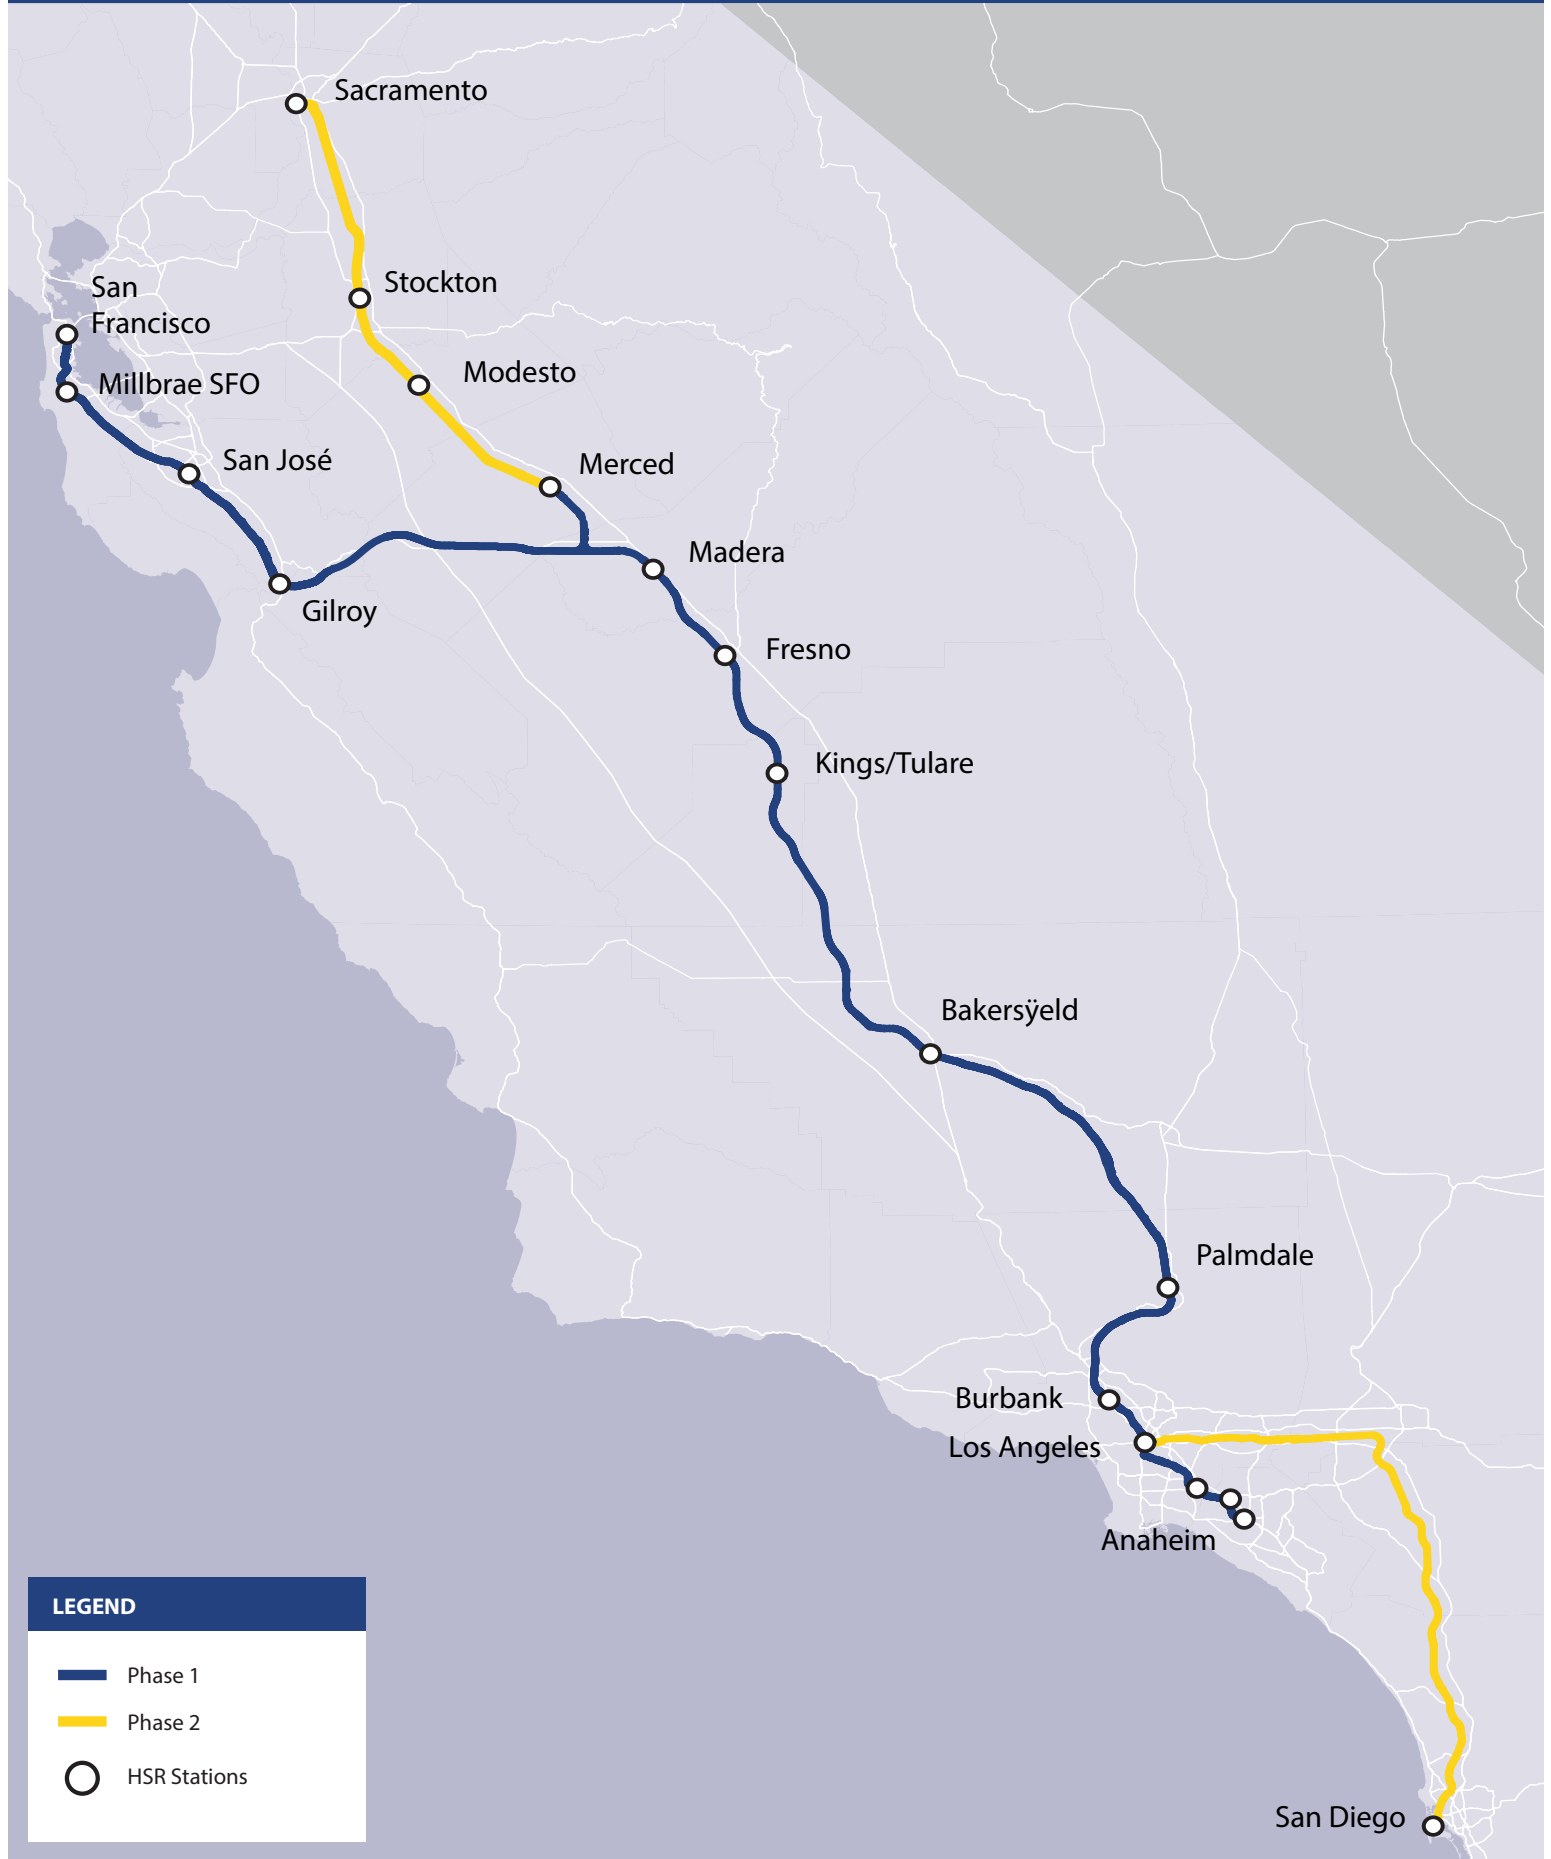 Sacramento
San
Francisco
Stockton
Millbrae SFO
Modesto
San José
Merced
Madera
Gilroy
Fresno
Kings/Tulare
Bakersÿeld
Palmdale
Burbank
Los Angeles
Anaheim
LEGEND
Phase 1
Phase 2
HSR Stations
San Diego